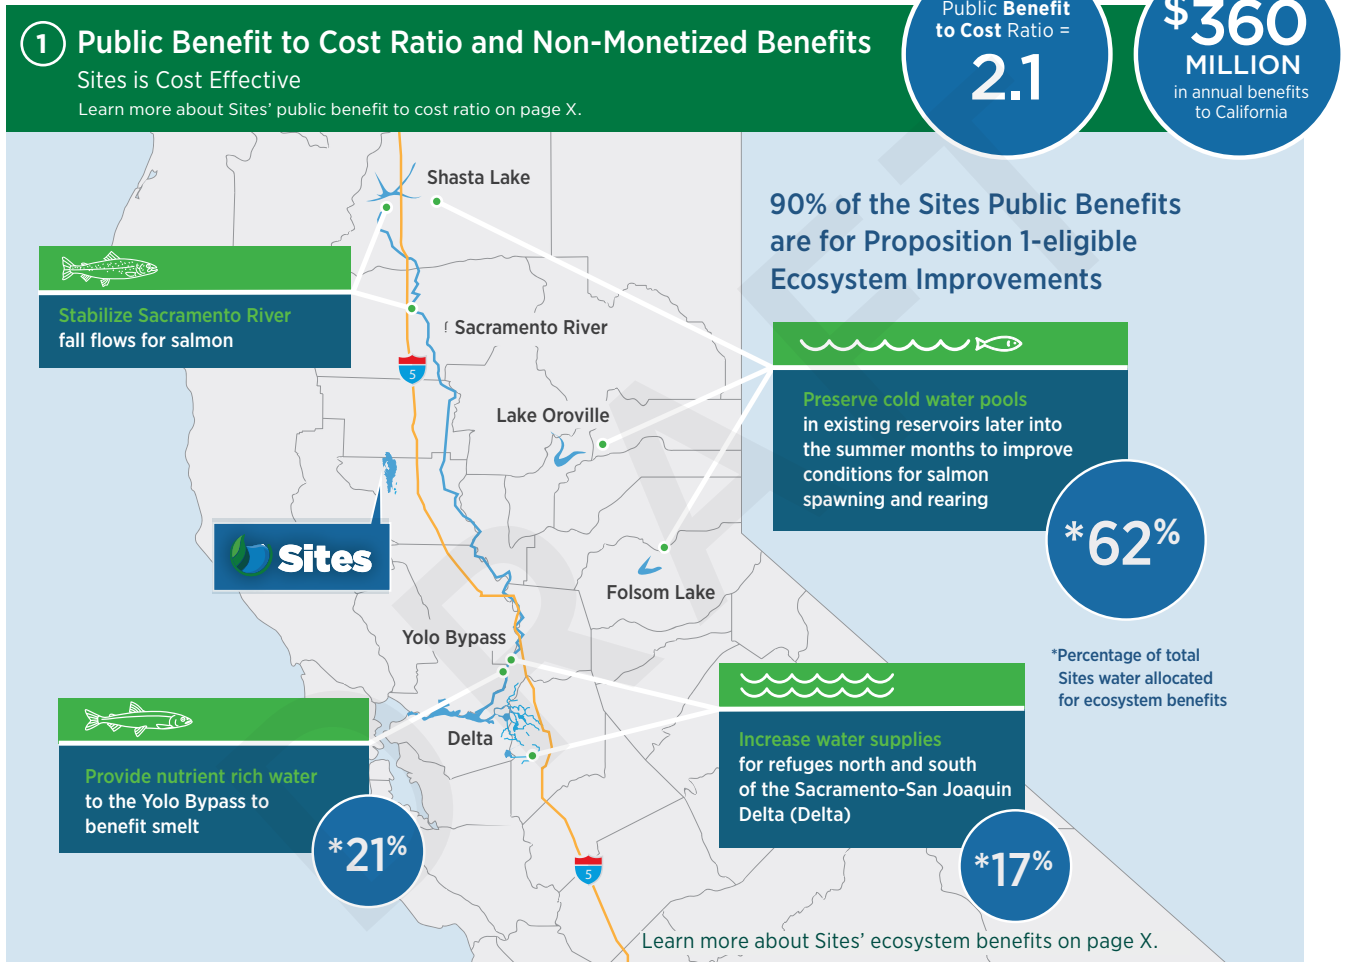 1 Public Benefit to Cost Ratio and Non-Monetized Benefits
Sites is Cost Effective
Learn more about Sites' public benefit to cost ratio on page X.
Public Benefit
to Cost Ratio =
2.1
$360
MILLION
in annual benefits
to California
90% of the Sites Public Benefits
are for Proposition 1-eligible
Ecosystem Improvements
Shasta Lake
Stabilize Sacramento River
fall flows for salmon
Sacramento River
5
Preserve cold water pools
in existing reservoirs later into
the summer months to improve
conditions for salmon
spawning and rearing
*62%
Lake Oroville
Sites
Folsom Lake
Yolo Bypass
*Percentage of total
Sites water allocated
for ecosystem benefits
Delta
Provide nutrient rich water
to the Yolo Bypass to
benefit smelt
*21%
Increase water supplies
for refuges north and south
of the Sacramento-San Joaquin
Delta (Delta)
*17%
5
Learn more about Sites' ecosystem benefits on page X.
DRAFT